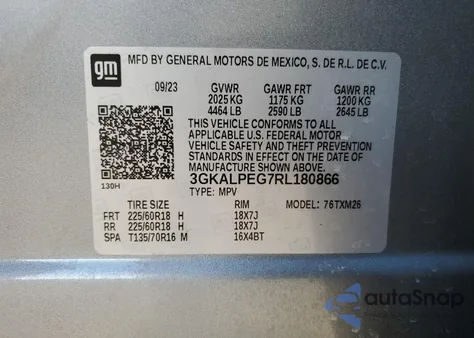 gm
MFD BY GENERAL MOTORS DE MEXICO, S. DE R.L. DE C.V.
09/23 GVWR GAWR FRT GAWR RR
2025 KG 1175 KG 1200 KG
4464 LB 2590 LB 2645 LB
THIS VEHICLE CONFORMS TO ALL
APPLICABLE U.S. FEDERAL MOTOR
VEHICLE SAFETY AND THEFT PREVENTION
STANDARDS IN EFFECT ON THE DATE OF
MANUFACTURE SHOWN ABOVE.
3GKALPEG7RL180866
130H
TYPE: MPV
TIRE SIZE RIM MODEL: 76TXM26
FRT 225/60R18 H 18X7J
RR 225/60R18 H 18X7J
SPA T135/70R16 M 16X4BT
autoSnap